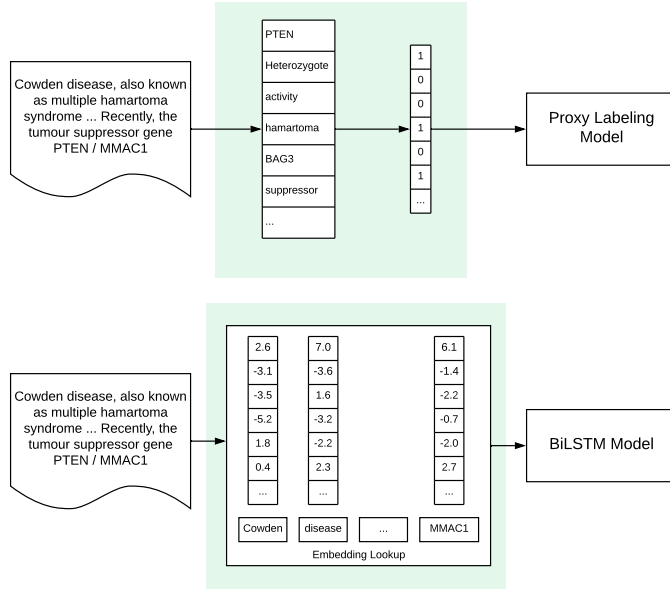 Cowden disease, also known
as multiple hamartoma
syndrome ... Recently, the
tumour suppressor gene
PTEN / MMAC1
PTEN
Heterozygote
activity
hamartoma
BAG3
suppressor
...
1
0
0
1
0
1
...
Proxy Labeling
Model
Cowden disease, also known
as multiple hamartoma
syndrome ... Recently, the
tumour suppressor gene
PTEN / MMAC1
2.6
-3.1
-3.5
-5.2
1.8
0.4
...
7.0
-3.6
1.6
-3.2
-2.2
2.3
...
6.1
-1.4
-2.2
-0.7
-2.0
2.7
...
Cowden
disease
...
MMAC1
Embedding Lookup
BiLSTM Model